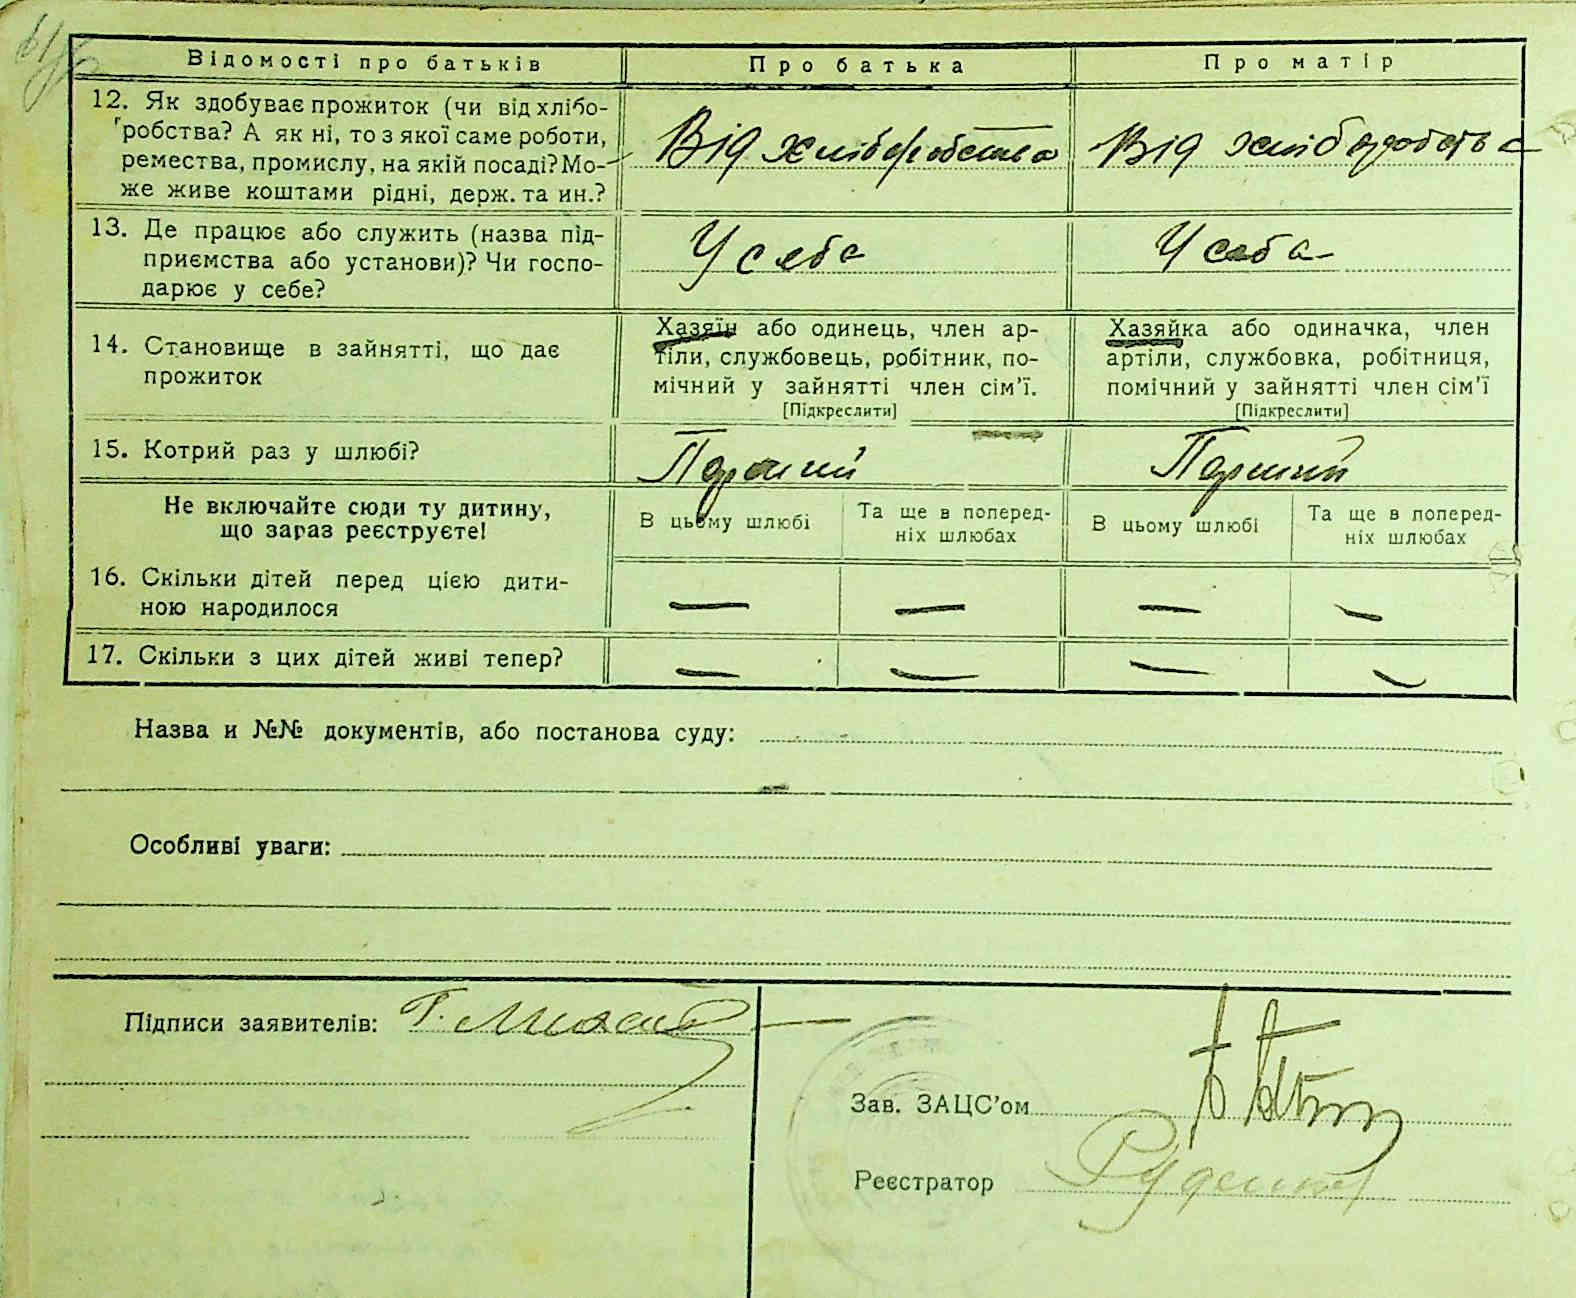 Відомості про батьків Про батька Про матір
12. Як здобуває прожиток (чи від хлібо-
робства? А як ні, то з якої саме роботи,
ремества, промислу, на якій посаді? Мо-
же живе коштами рідні, держ. та ин.?
Від хліборобства Від хліборобства
13. Де працює або служить (назва під-
приємства або установи)? Чи госпо-
дарює у себе?
У себе У себе
14. Становище в зайнятті, що дає
прожиток
Хазяїн або одинець, член ар-
тіли, службовець, робітник, по-
мічний у зайнятті член сім'ї.
[Підкреслити]
Хазяйка або одиначка, член
артіли, службовка, робітниця,
помічний у зайнятті член сім'ї
[Підкреслити]
15. Котрий раз у шлюбі? Перший Перший
Не включайте сюди ту дитину,
що зараз реєструєте!
В цьому шлюбі
Та ще в поперед-
ніх шлюбах
В цьому шлюбі
Та ще в поперед-
ніх шлюбах
16. Скільки дітей перед цією дити-
ною народилося
— — — —
17. Скільки з цих дітей живі тепер? — — — —
Назва и №№ документів, або постанова суду:
Особливі уваги:
Підписи заявителів:
Зав. ЗАЦС'ом
Реєстратор